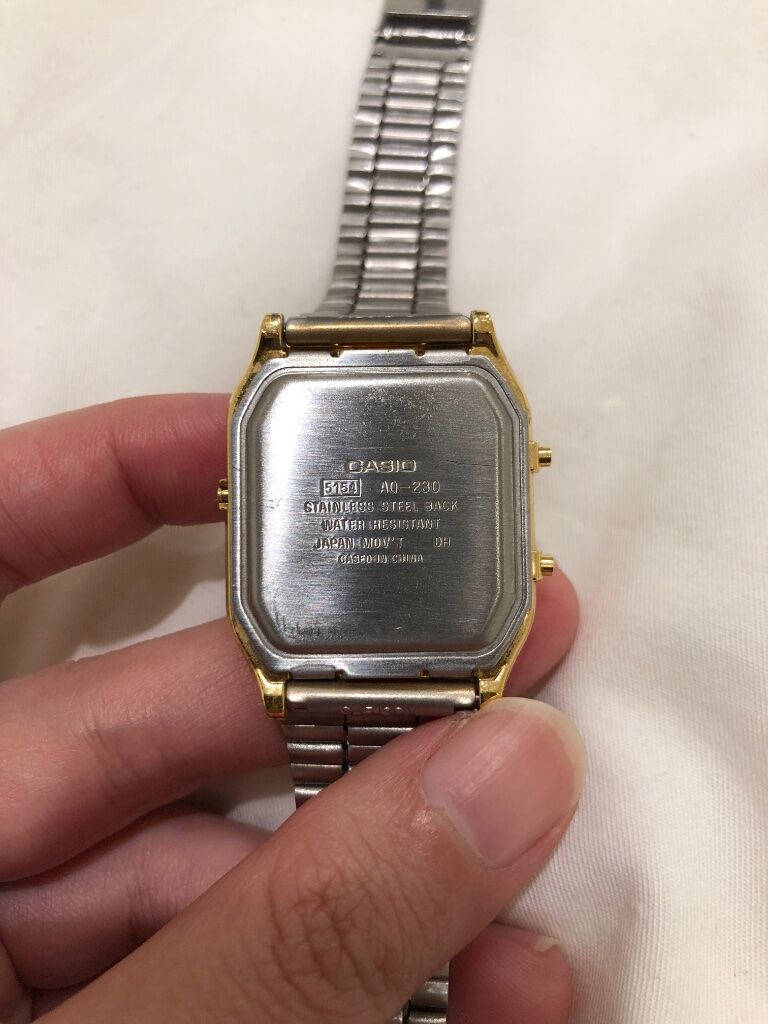 CASIO
5154 AQ-230
STAINLESS STEEL BACK
WATER RESISTANT
JAPAN MOV'T DH
CASED IN CHINA